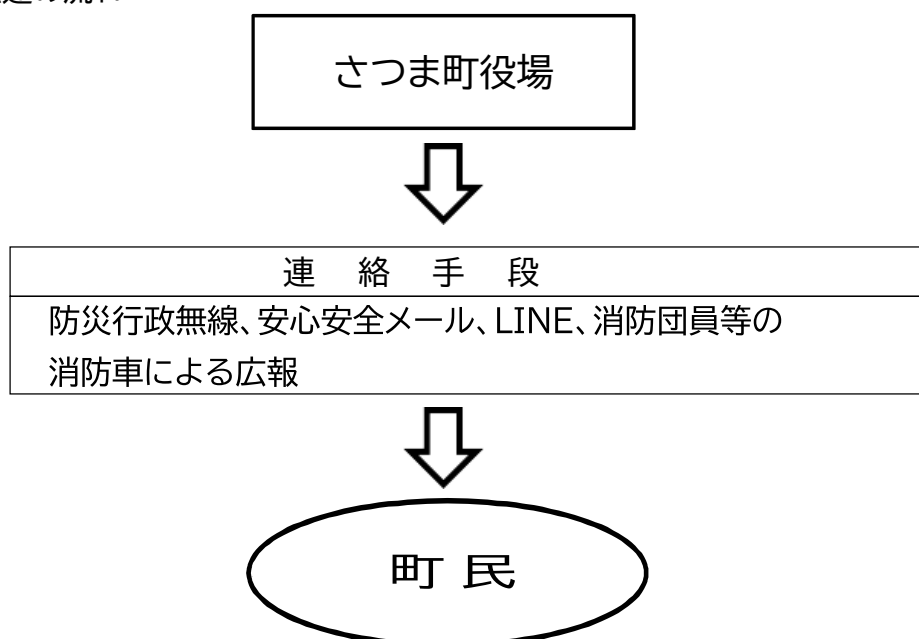 さつま町役場
連 絡 手 段
防災行政無線、安心安全メール、LINE、消防団員等の
消防車による広報
町 民